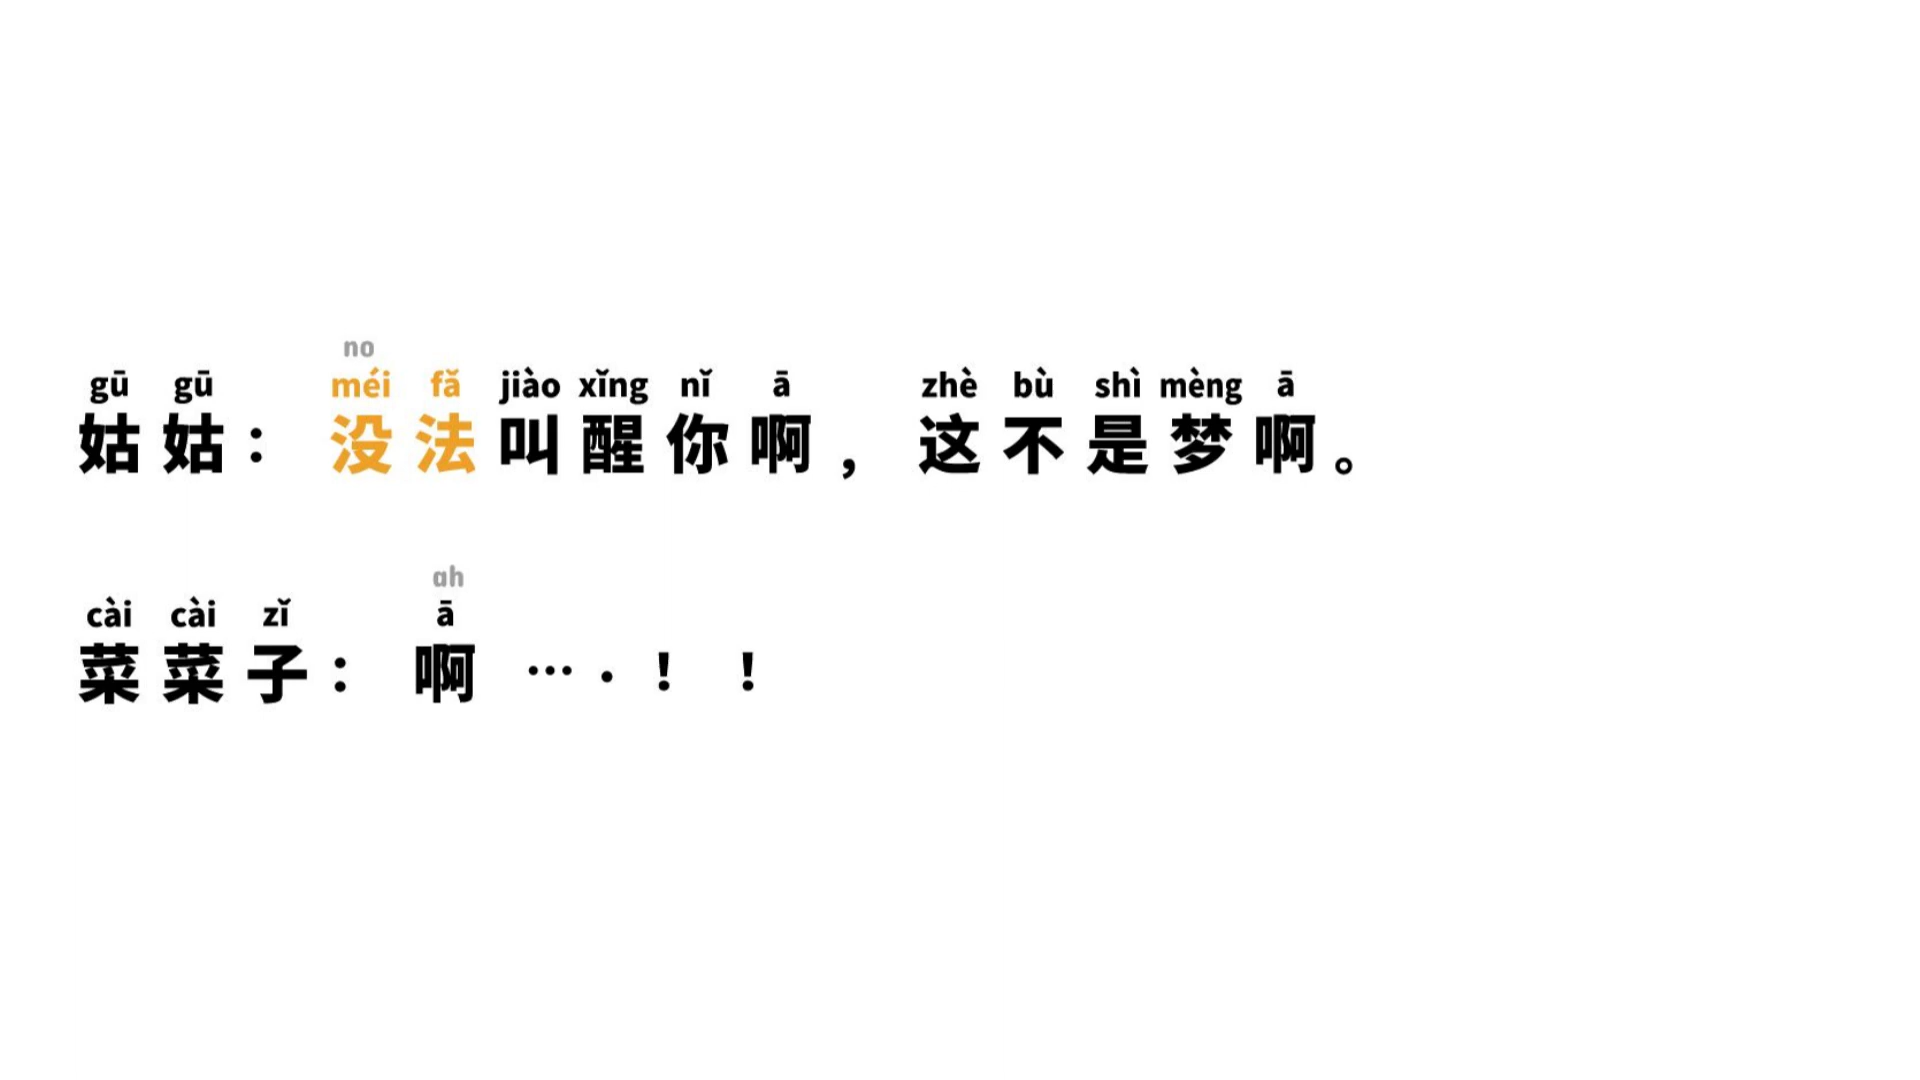 no
gū gū méi fǎ jiào xǐng nǐ ā zhè bù shì mèng ā
姑姑：没法叫醒你啊，这不是梦啊。
ah
cài cài zǐ ā
菜菜子：啊 ….！！